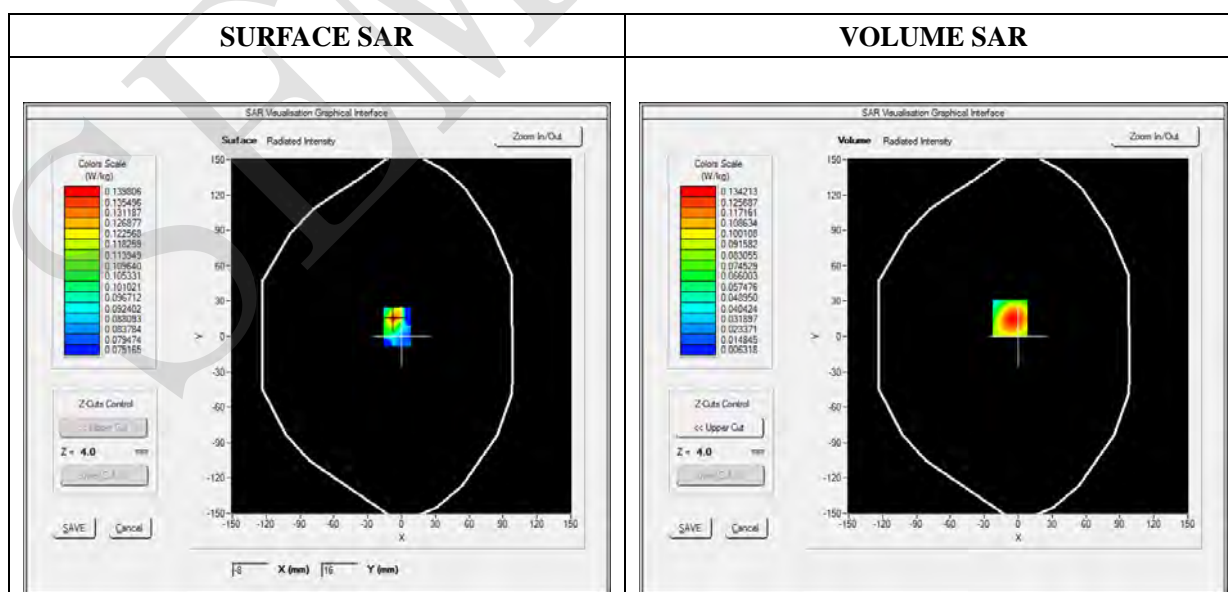 SURFACE SAR
SAR Visualisation Graphical Interface
Surface Radiated Intensity
Zoom In/Out
Colors Scale
(W/kg)
0.139806
0.135496
0.131187
0.126877
0.122568
0.118259
0.113949
0.109640
0.105331
0.101021
0.096712
0.092402
0.088093
0.083784
0.079474
0.075165
150
120
90
60
30
0
-30
-60
-90
-120
-150
Y
-150 -120 -90 -60 -30 0 30 60 90 120 150
X
Z-Cuts Control
<< Upper Cut
Z = 4.0 mm
SAVE Cancel
-8 X (mm) 16 Y (mm)
VOLUME SAR
SAR Visualisation Graphical Interface
Volume Radiated Intensity
Zoom In/Out
Colors Scale
(W/kg)
0.134213
0.125687
0.117161
0.108634
0.100108
0.091582
0.083055
0.074529
0.066003
0.057476
0.048950
0.040424
0.031897
0.023371
0.014845
0.006318
150
120
90
60
30
0
-30
-60
-90
-120
-150
Y
-150 -120 -90 -60 -30 0 30 60 90 120 150
X
Z-Cuts Control
<< Upper Cut
Z = 4.0 mm
SAVE Cancel